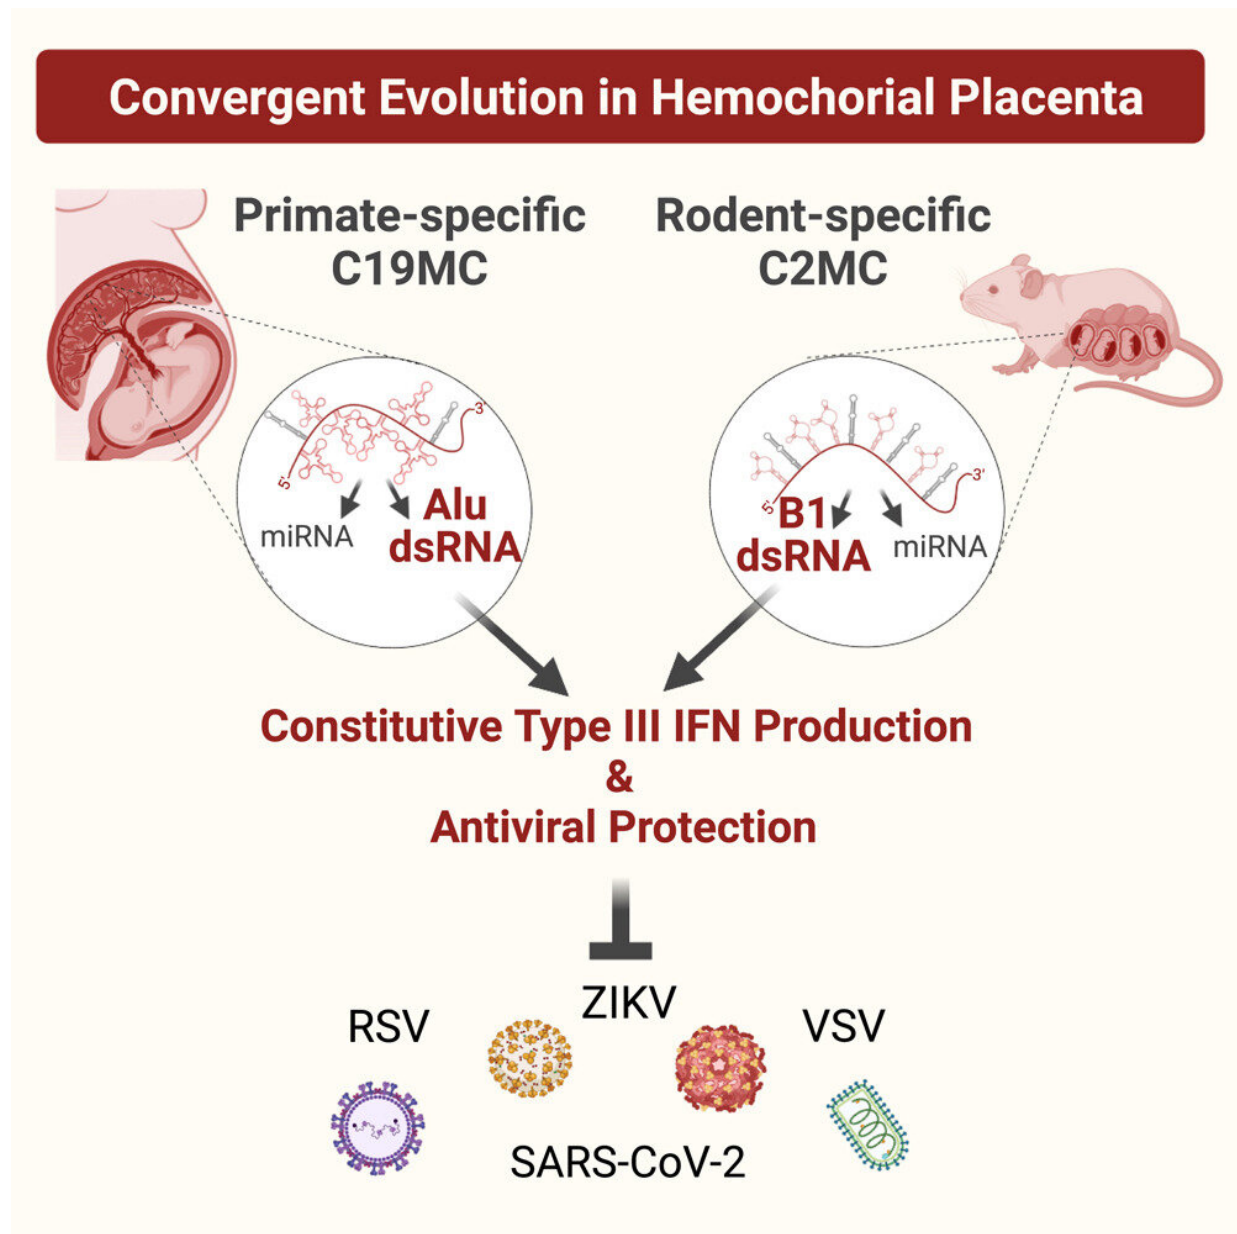 Convergent Evolution in Hemochorial Placenta
Primate-specific
C19MC
Rodent-specific
C2MC
5'
3'
miRNA
Alu
dsRNA
5'
3'
B1
dsRNA
miRNA
Constitutive Type III IFN Production
&
Antiviral Protection
RSV
ZIKV
VSV
SARS-CoV-2